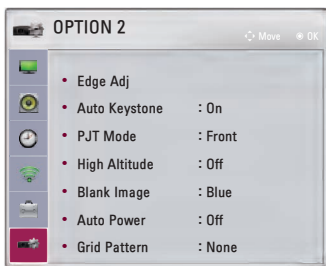 OPTION 2
Move OK
• Edge Adj
• Auto Keystone : On
• PJT Mode : Front
• High Altitude : Off
• Blank Image : Blue
• Auto Power : Off
• Grid Pattern : None